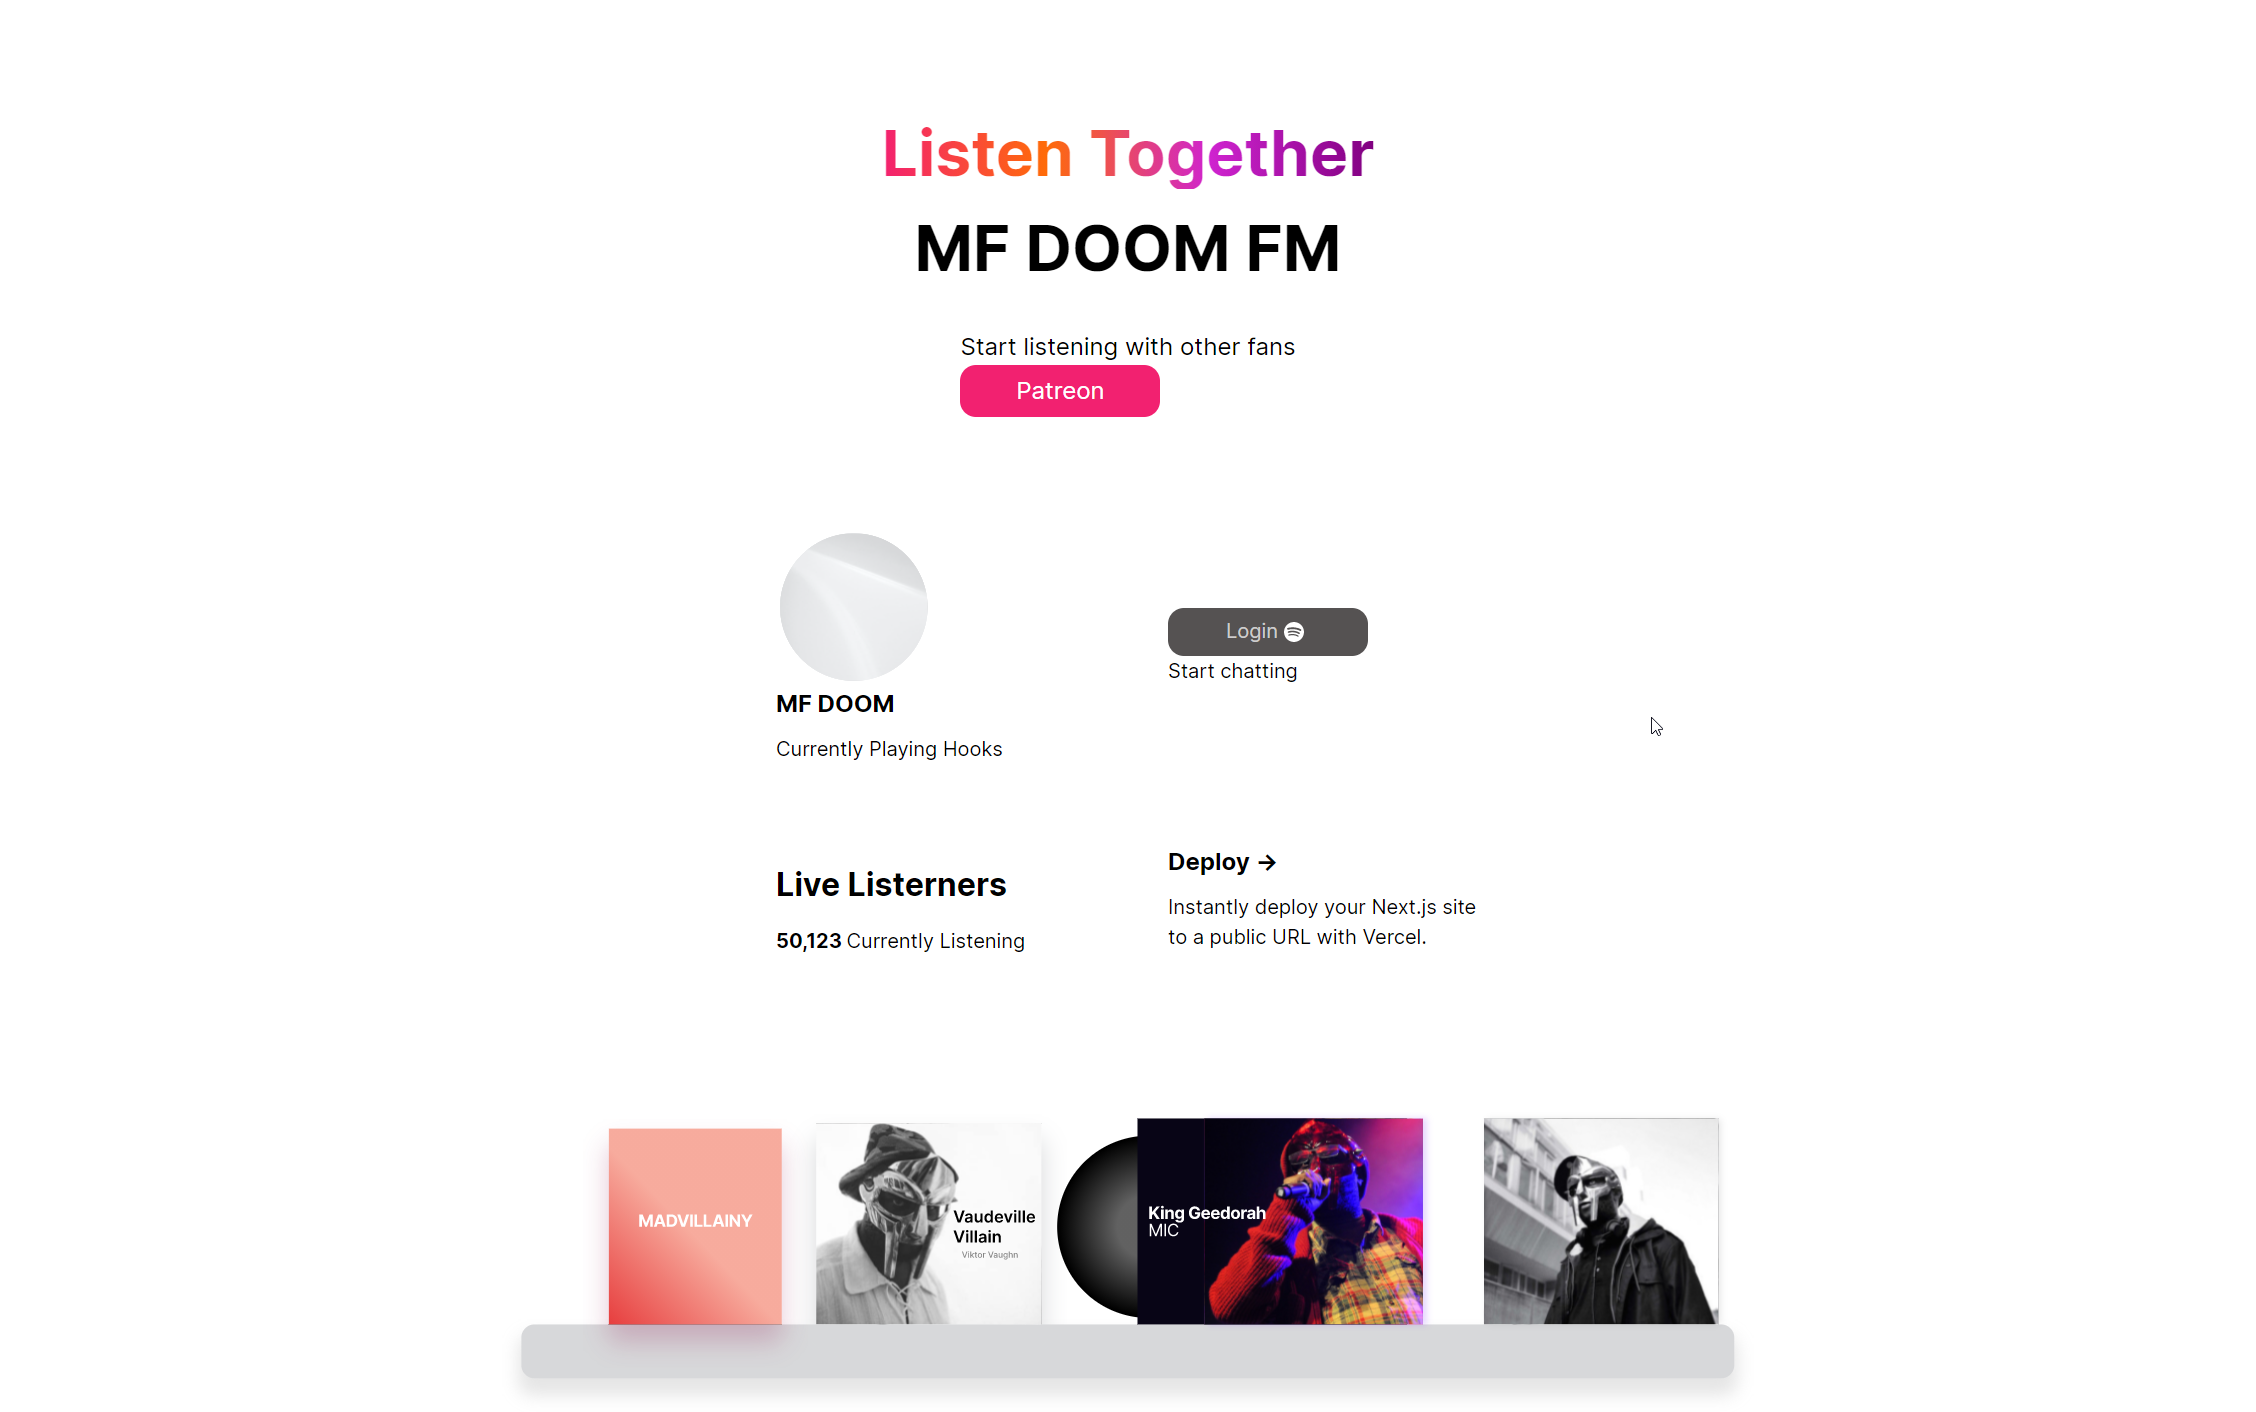 Listen Together
MF DOOM FM
Start listening with other fans
Patreon
Login
Start chatting
MF DOOM
Currently Playing Hooks
Live Listerners
50,123 Currently Listening
Deploy →
Instantly deploy your Next.js site
to a public URL with Vercel.
MADVILLAINY
Vaudeville
Villain
Viktor Vaughn
King Geedorah
MIC